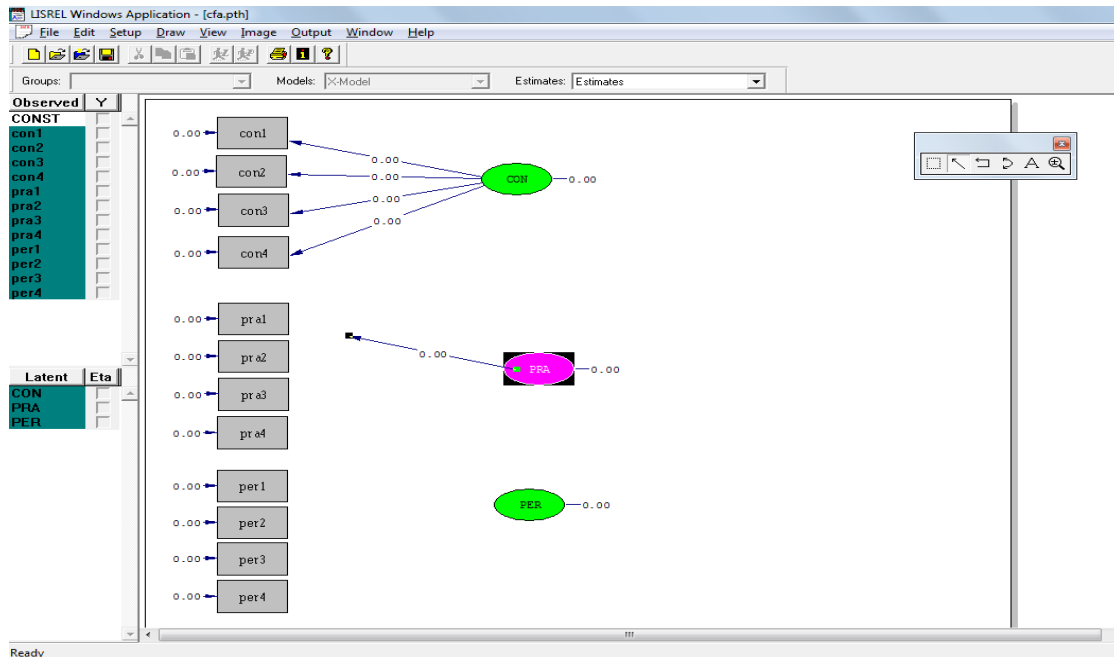 LISREL Windows Application - [cfa.pth]
File Edit Setup Draw View Image Output Window Help
Groups: Models: X-Model Estimates: Estimates
Observed Y
CONST
con1
con2
con3
con4
pra1
pra2
pra3
pra4
per1
per2
per3
per4
Latent Eta
CON
PRA
PER
0.00 con1
0.00
0.00 con2
0.00
CON 0.00
0.00 con3
0.00
0.00
0.00 con4
0.00 pra1
0.00 pra2
0.00
PRA 0.00
0.00 pra3
0.00 pra4
0.00 per1
PER 0.00
0.00 per2
0.00 per3
0.00 per4
A
Ready